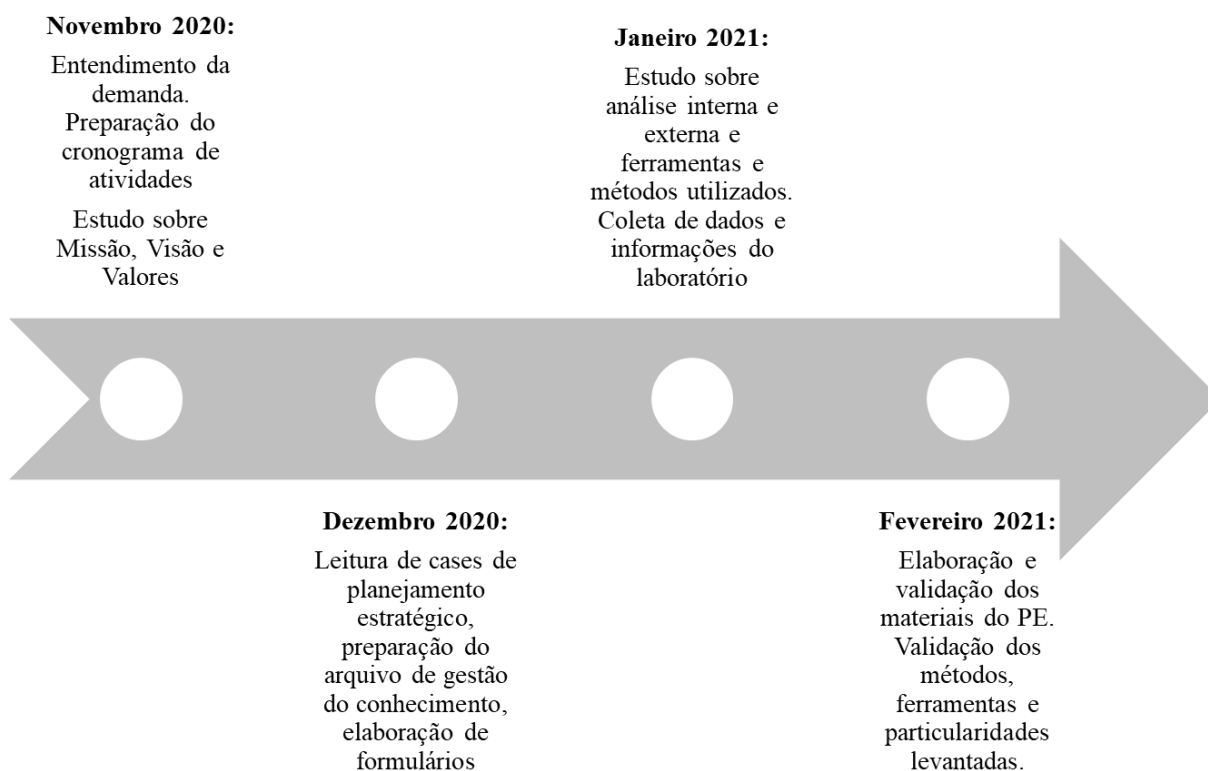 Novembro 2020:
Entendimento da
demanda.
Preparação do
cronograma de
atividades
Estudo sobre
Missão, Visão e
Valores
Janeiro 2021:
Estudo sobre
análise interna e
externa e
ferramentas e
métodos utilizados.
Coleta de dados e
informações do
laboratório
Dezembro 2020:
Leitura de cases de
planejamento
estratégico,
preparação do
arquivo de gestão
do conhecimento,
elaboração de
formulários
Fevereiro 2021:
Elaboração e
validação dos
materiais do PE.
Validação dos
métodos,
ferramentas e
particularidades
levantadas.